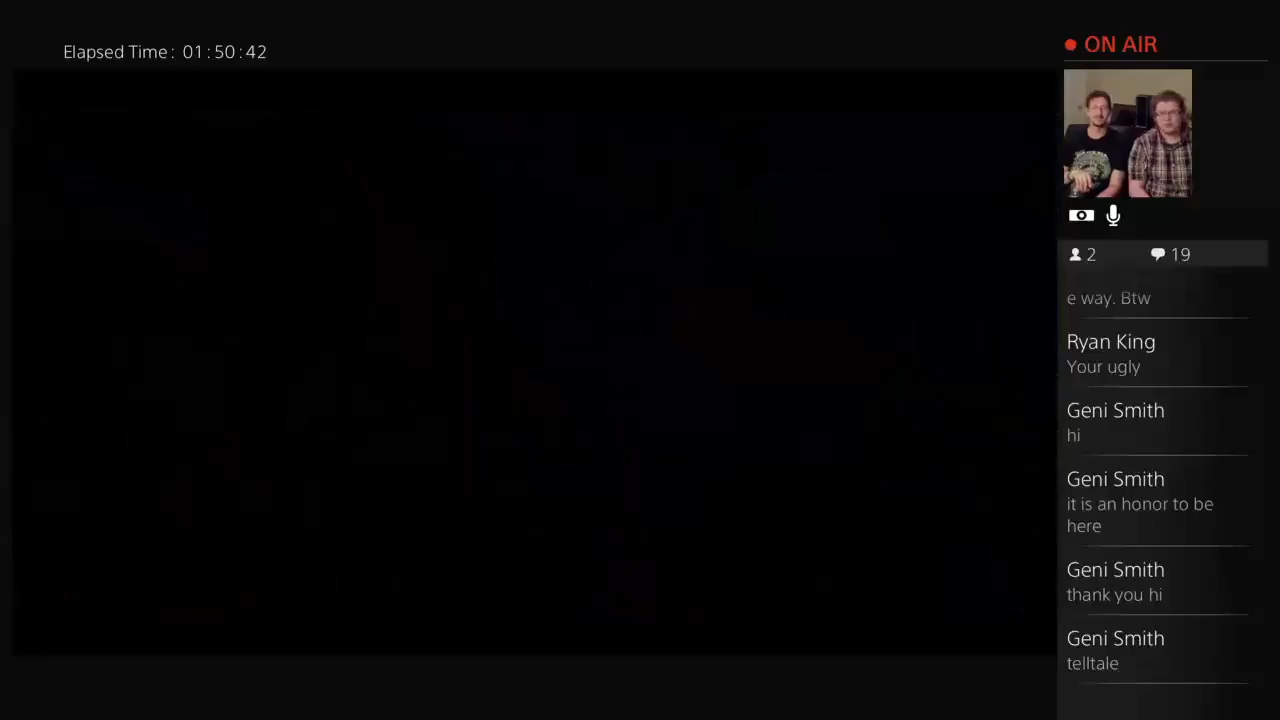 Elapsed Time: 01:50:42
ON AIR
2 19
e way. Btw
Ryan King
Your ugly
Geni Smith
hi
Geni Smith
it is an honor to be
here
Geni Smith
thank you hi
Geni Smith
telltale